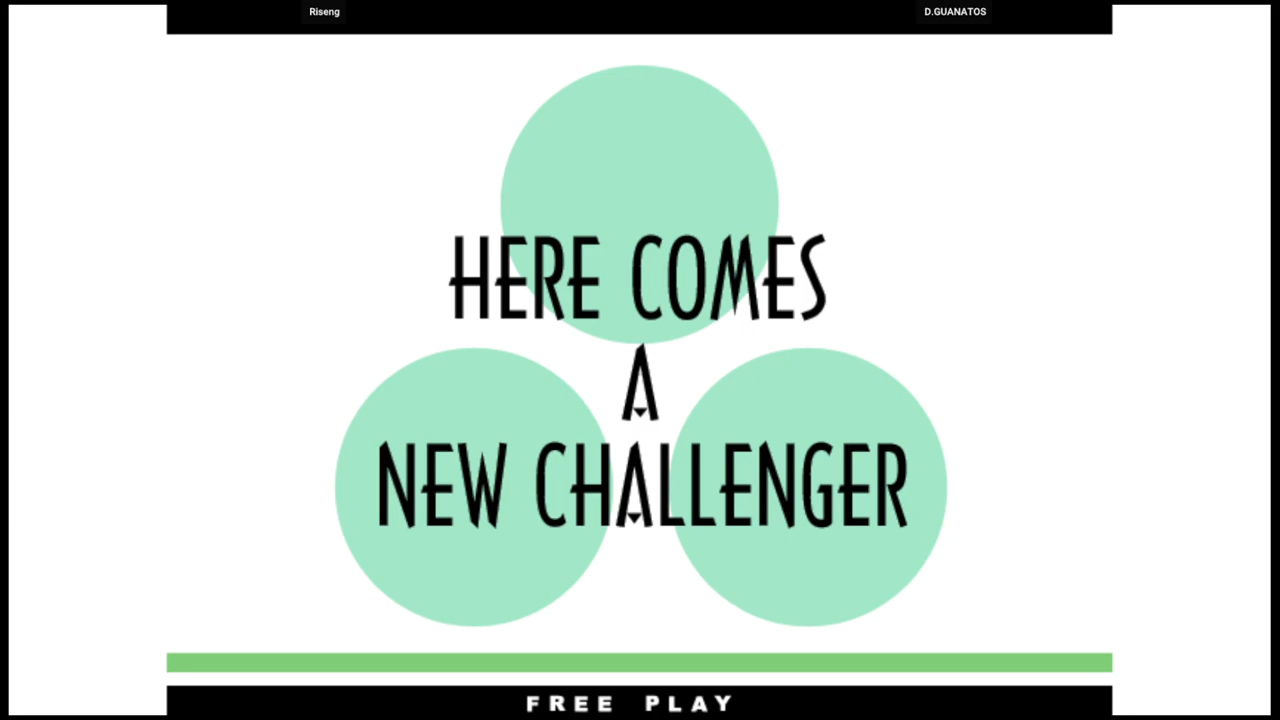 Riseng
D.GUANATOS
HERE COMES
A
NEW CHALLENGER
FREE PLAY